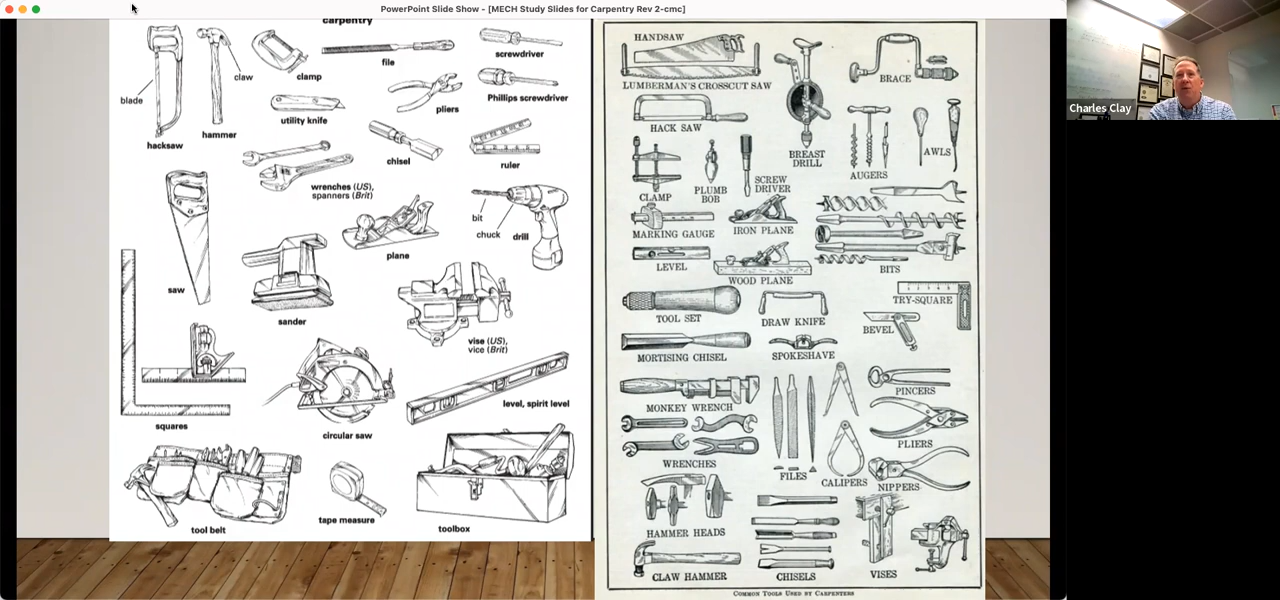 PowerPoint Slide Show - [MECH Study Slides for Carpentry Rev 2-cmc]
Charles Clay
carpentry
blade
hacksaw
claw
hammer
clamp
file
screwdriver
utility knife
pliers
Phillips screwdriver
wrenches (US),
spanners (Brit)
chisel
ruler
saw
sander
plane
bit
chuck
drill
vise (US),
vice (Brit)
squares
circular saw
level, spirit level
tool belt
tape measure
toolbox
HANDSAW
LUMBERMAN'S CROSSCUT SAW
HACK SAW
BREAST
DRILL
BRACE
AUGERS
AWLS
CLAMP
PLUMB
BOB
SCREW
DRIVER
MARKING GAUGE
IRON PLANE
LEVEL
WOOD PLANE
BITS
TOOL SET
DRAW KNIFE
TRY-SQUARE
BEVEL
MORTISING CHISEL
SPOKESHAVE
MONKEY WRENCH
PINCERS
WRENCHES
FILES
CALIPERS
PLIERS
NIPPERS
HAMMER HEADS
CLAW HAMMER
CHISELS
VISES
COMMON TOOLS USED BY CARPENTERS